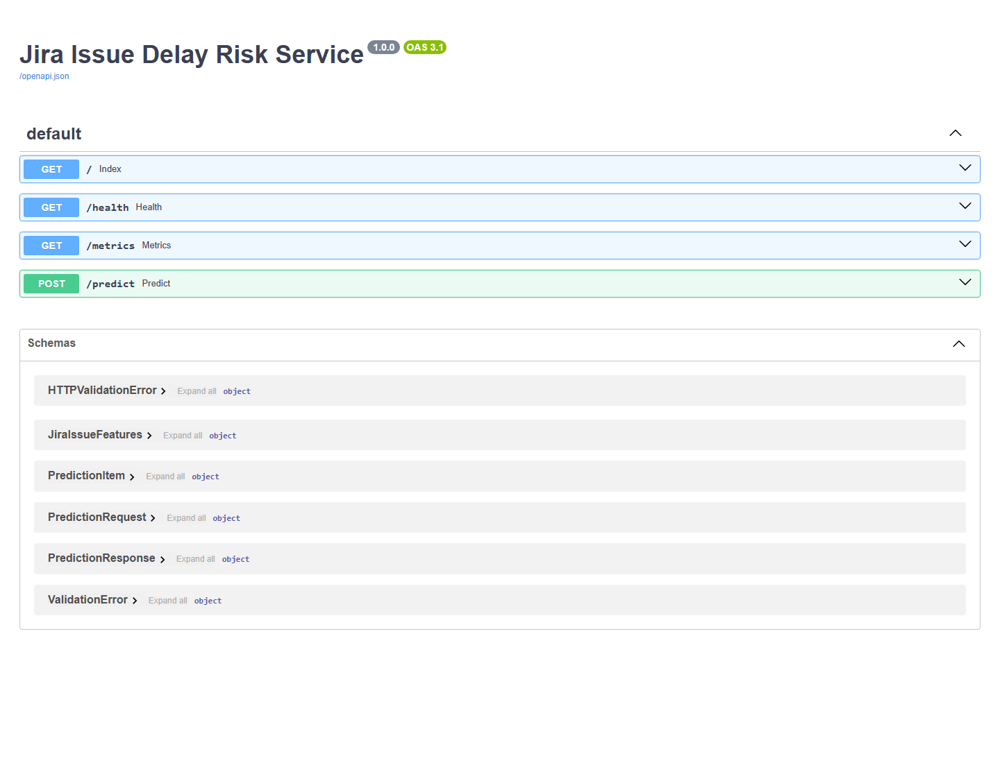 Jira Issue Delay Risk Service 1.0.0 OAS 3.1
/openapi.json
default
GET / Index
GET /health Health
GET /metrics Metrics
POST /predict Predict
Schemas
HTTPValidationError Expand all object
JiraIssueFeatures Expand all object
PredictionItem Expand all object
PredictionRequest Expand all object
PredictionResponse Expand all object
ValidationError Expand all object